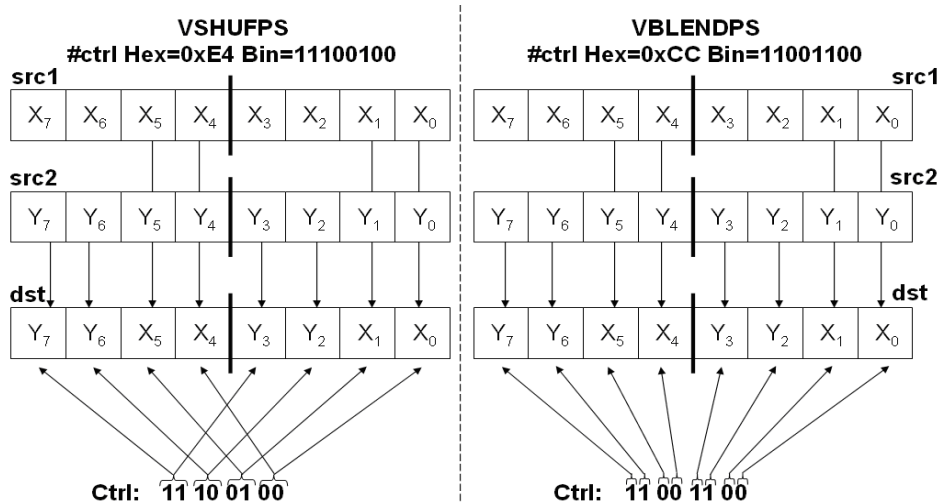 VSHUFPS
#ctrl Hex=0xE4 Bin=11100100
src1
X7 X6 X5 X4 X3 X2 X1 X0
src2
Y7 Y6 Y5 Y4 Y3 Y2 Y1 Y0
dst
Y7 Y6 X5 X4 Y3 Y2 X1 X0
Ctrl: 11 10 01 00
VBLENDPS
#ctrl Hex=0xCC Bin=11001100
src1
X7 X6 X5 X4 X3 X2 X1 X0
src2
Y7 Y6 Y5 Y4 Y3 Y2 Y1 Y0
dst
Y7 Y6 X5 X4 Y3 Y2 X1 X0
Ctrl: 11 00 11 00